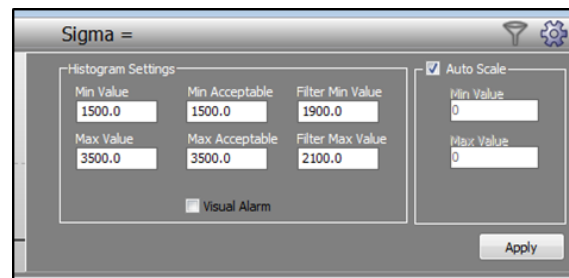 Sigma =
Histogram Settings
Min Value Min Acceptable Filter Min Value
1500.0 1500.0 1900.0
Max Value Max Acceptable Filter Max Value
3500.0 3500.0 2100.0
Visual Alarm
Auto Scale
Min Value
0
Max Value
0
Apply